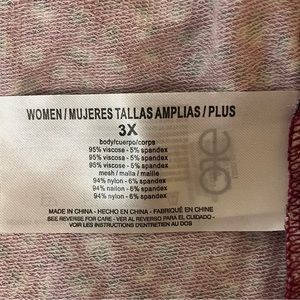 WOMEN / MUJERES TALLAS AMPLIAS / PLUS
3X
body/cuerpo/corps
95% viscose - 5% spandex
95% viscosa - 5% spandex
95% viscose - 5% spandex
mesh / malla / maille
94% nylon - 6% spandex
94% nailon - 6% spandex
94% nylon - 6% spandex
MADE IN CHINA - HECHO EN CHINA - FABRIQUÉ EN CHINE
SEE REVERSE FOR CARE - VER AL REVERSO PARA EL CUIDADO -
VOIR LES INSTRUCTIONS D'ENTRETIEN AU DOS